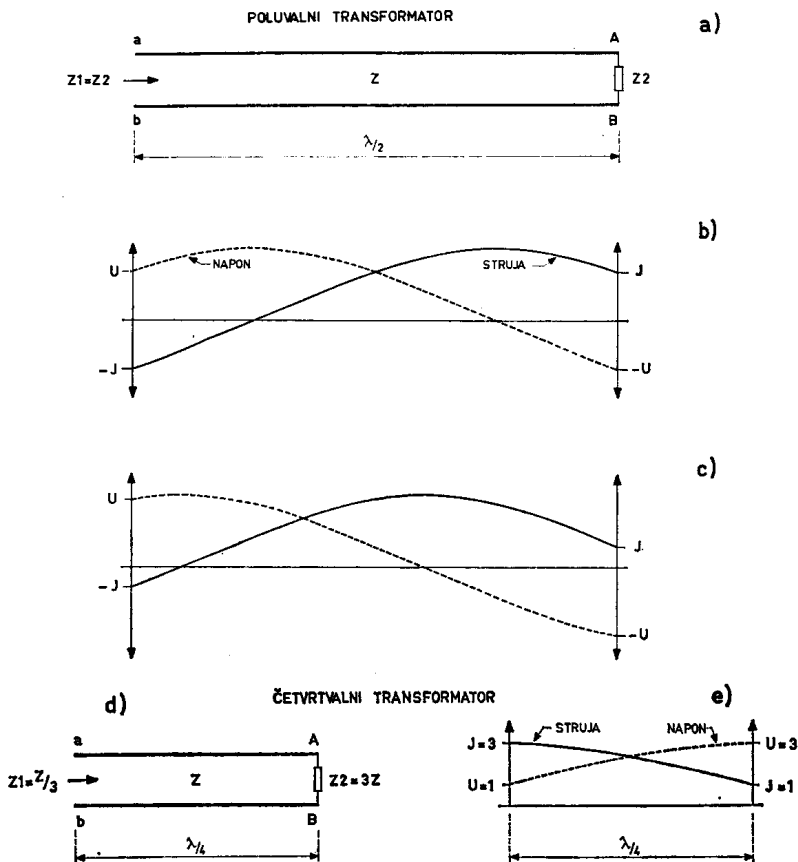 POLUVALNI TRANSFORMATOR
a)
a
A
Z1=Z2
Z
Z2
b
B
λ/2
b)
U
NAPON
STRUJA
J
-J
-U
c)
U
J
-J
-U
d)
ČETVRTVALNI TRANSFORMATOR
e)
a
A
Z1=Z/3
Z
Z2=3Z
b
B
λ/4
J=3
STRUJA
NAPON
U=3
U=1
J=1
λ/4